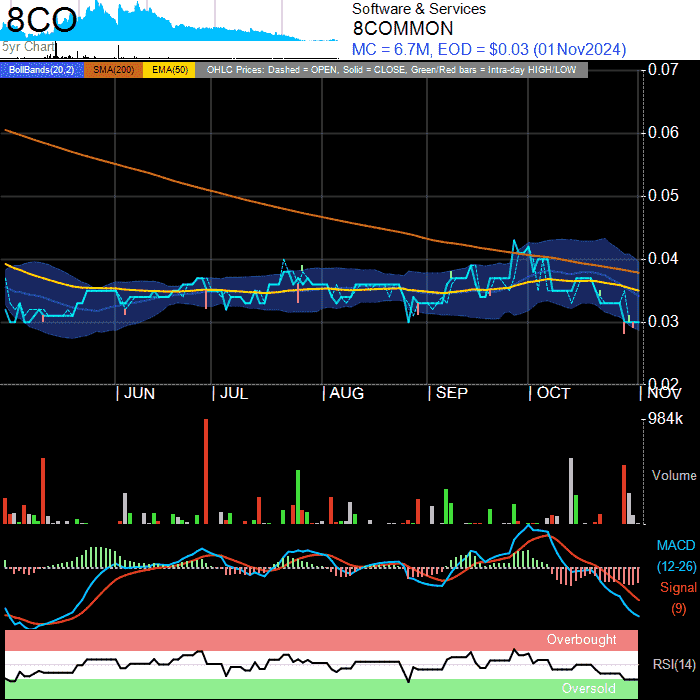 8CO
5yr Chart
Software & Services
8COMMON
MC = 6.7M, EOD = $0.03 (01Nov2024)
BollBands(20,2) SMA(200) EMA(50) OHLC Prices: Dashed = OPEN, Solid = CLOSE, Green/Red bars = Intra-day HIGH/LOW
0.07
0.06
0.05
0.04
0.03
0.02
| JUN | JUL | AUG | SEP | OCT | NOV
984k
Volume
MACD
(12-26)
Signal
(9)
Overbought
RSI(14)
Oversold